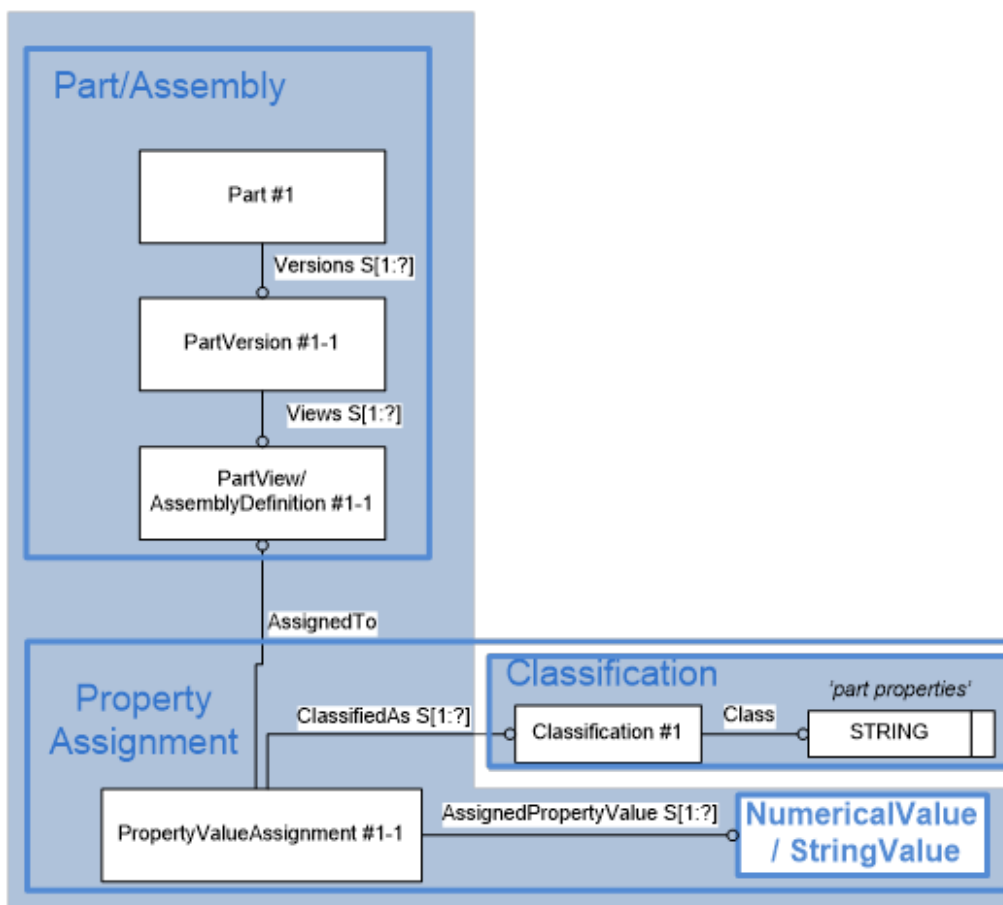 Part/Assembly
Part #1
Versions S[1:?]
PartVersion #1-1
Views S[1:?]
PartView/
AssemblyDefinition #1-1
AssignedTo
Property
Assignment
Classification
'part properties'
ClassifiedAs S[1:?]
Classification #1
Class
STRING
PropertyValueAssignment #1-1
AssignedPropertyValue S[1:?]
NumericalValue
/ StringValue